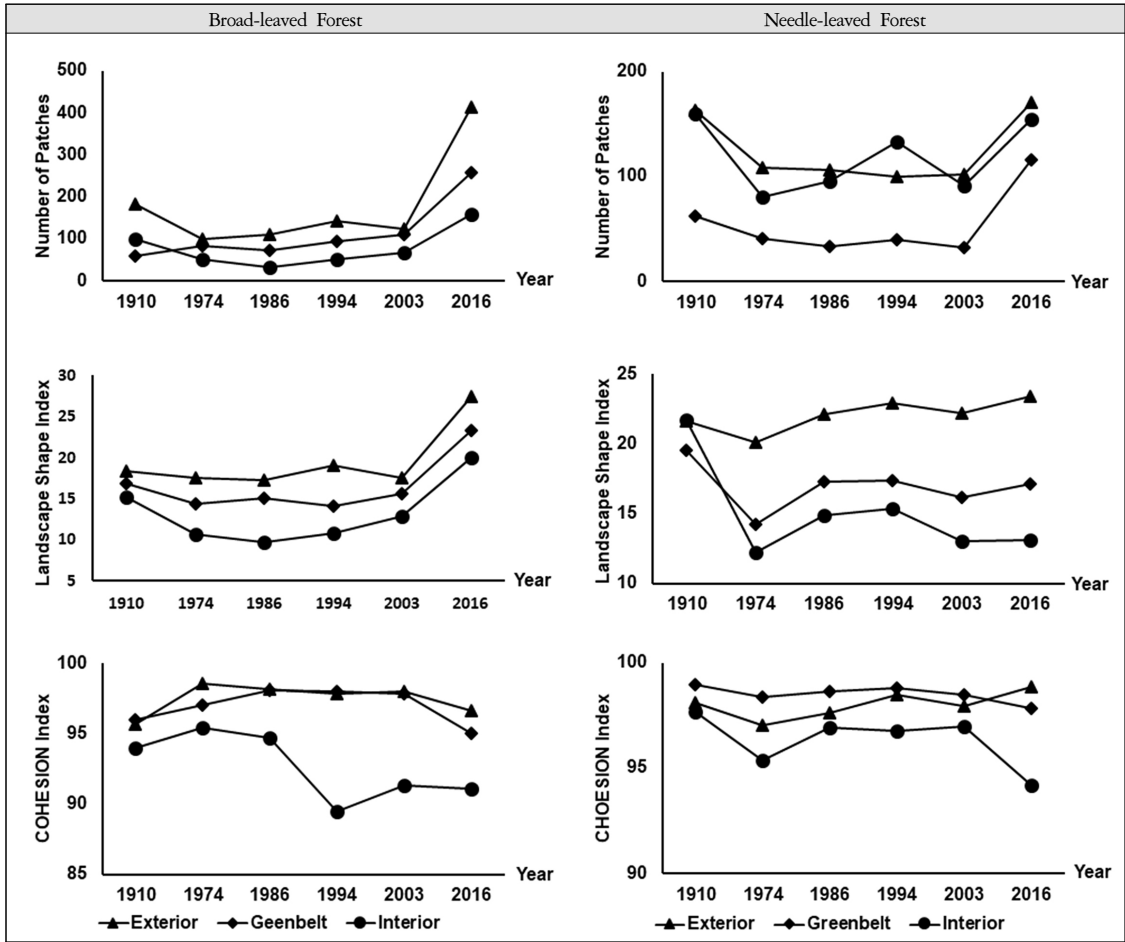 Broad-leaved Forest
Needle-leaved Forest
Number of Patches
500
400
300
200
100
0
1910 1974 1986 1994 2003 2016
Year
Number of Patches
200
100
0
1910 1974 1986 1994 2003 2016
Year
Landscape Shape Index
30
25
20
15
10
5
1910 1974 1986 1994 2003 2016
Year
Landscape Shape Index
25
20
15
10
1910 1974 1986 1994 2003 2016
Year
COHESION Index
100
95
90
85
1910 1974 1986 1994 2003 2016
Year
Exterior Geenbelt Interior
CHOESION Index
100
95
90
1910 1974 1986 1994 2003 2016
Year
Exterior Greenbelt Interior